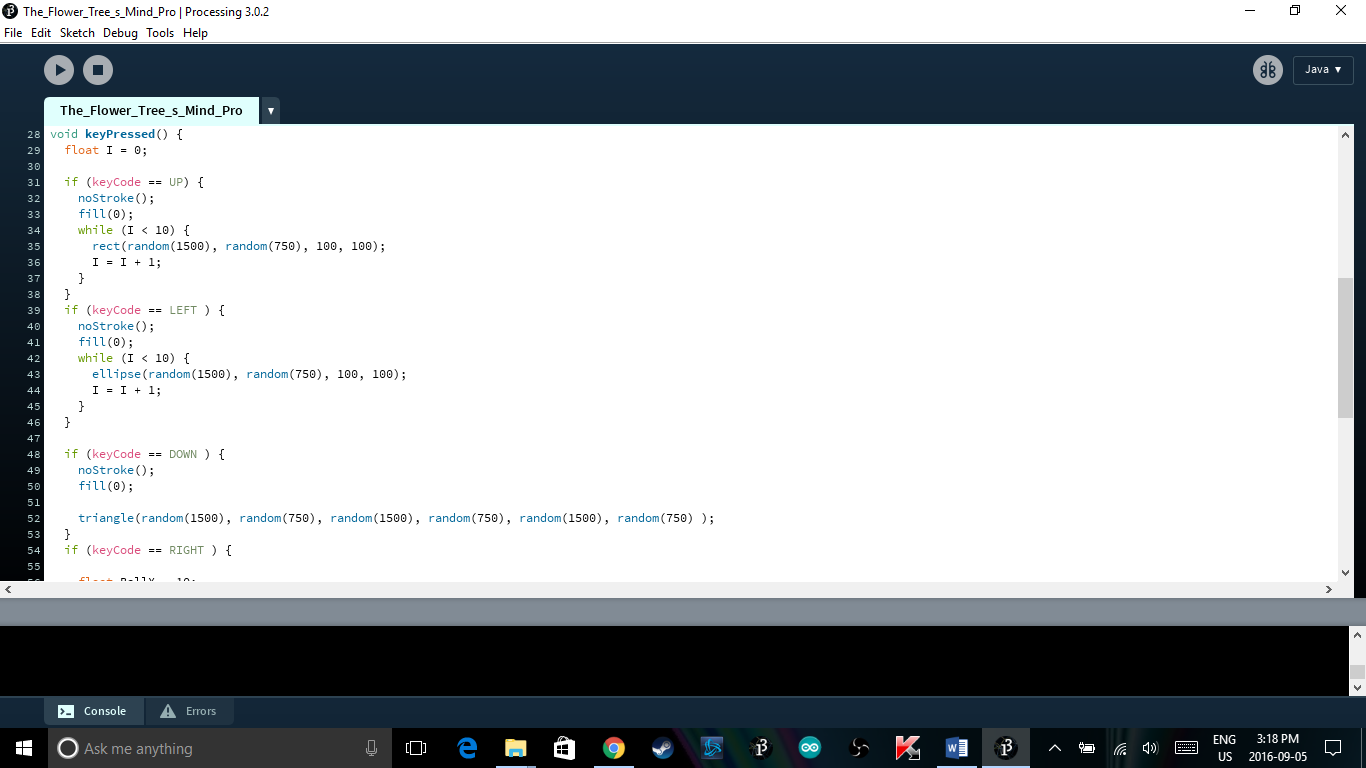 The_Flower_Tree_s_Mind_Pro | Processing 3.0.2
File Edit Sketch Debug Tools Help
Java ▼
The_Flower_Tree_s_Mind_Pro ▼
28 void keyPressed() {
29   float I = 0;
30
31   if (keyCode == UP) {
32     noStroke();
33     fill(0);
34     while (I < 10) {
35       rect(random(1500), random(750), 100, 100);
36       I = I + 1;
37     }
38   }
39   if (keyCode == LEFT ) {
40     noStroke();
41     fill(0);
42     while (I < 10) {
43       ellipse(random(1500), random(750), 100, 100);
44       I = I + 1;
45     }
46   }
47
48   if (keyCode == DOWN ) {
49     noStroke();
50     fill(0);
51
52     triangle(random(1500), random(750), random(1500), random(750), random(1500), random(750) );
53   }
54   if (keyCode == RIGHT ) {
55
Console Errors
Ask me anything
ENG 3:18 PM
US 2016-09-05